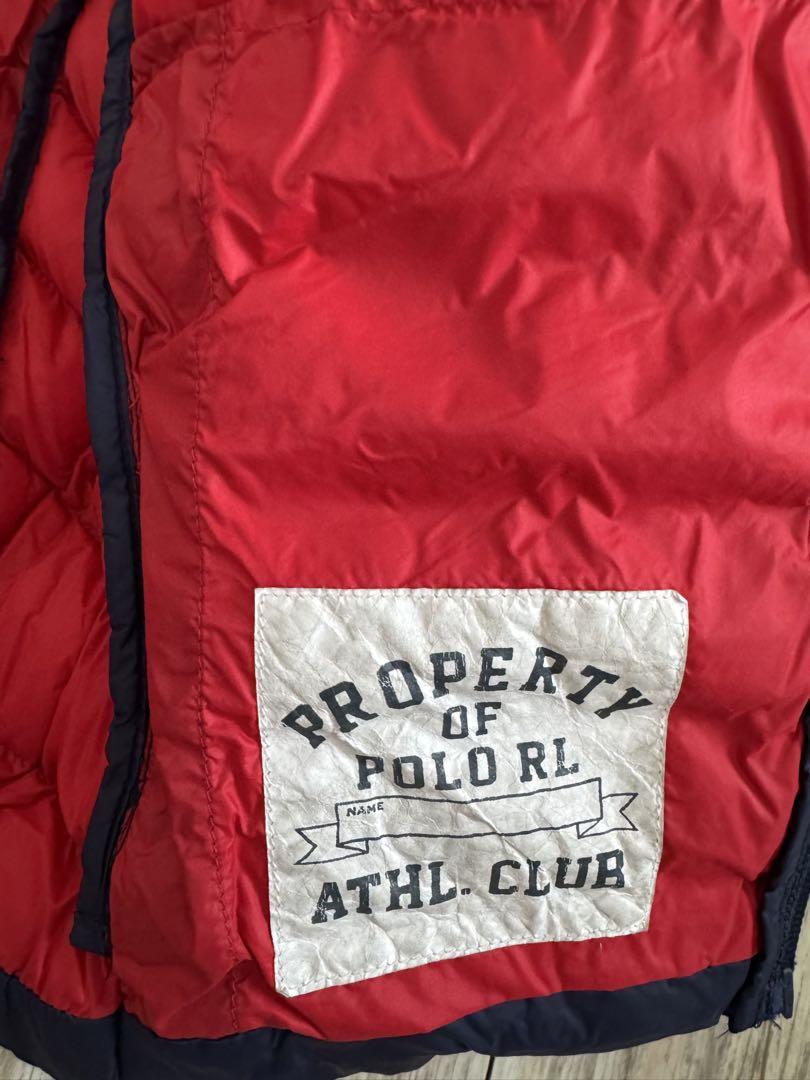 PROPERTY
OF
POLO RL
NAME
ATHL. CLUB